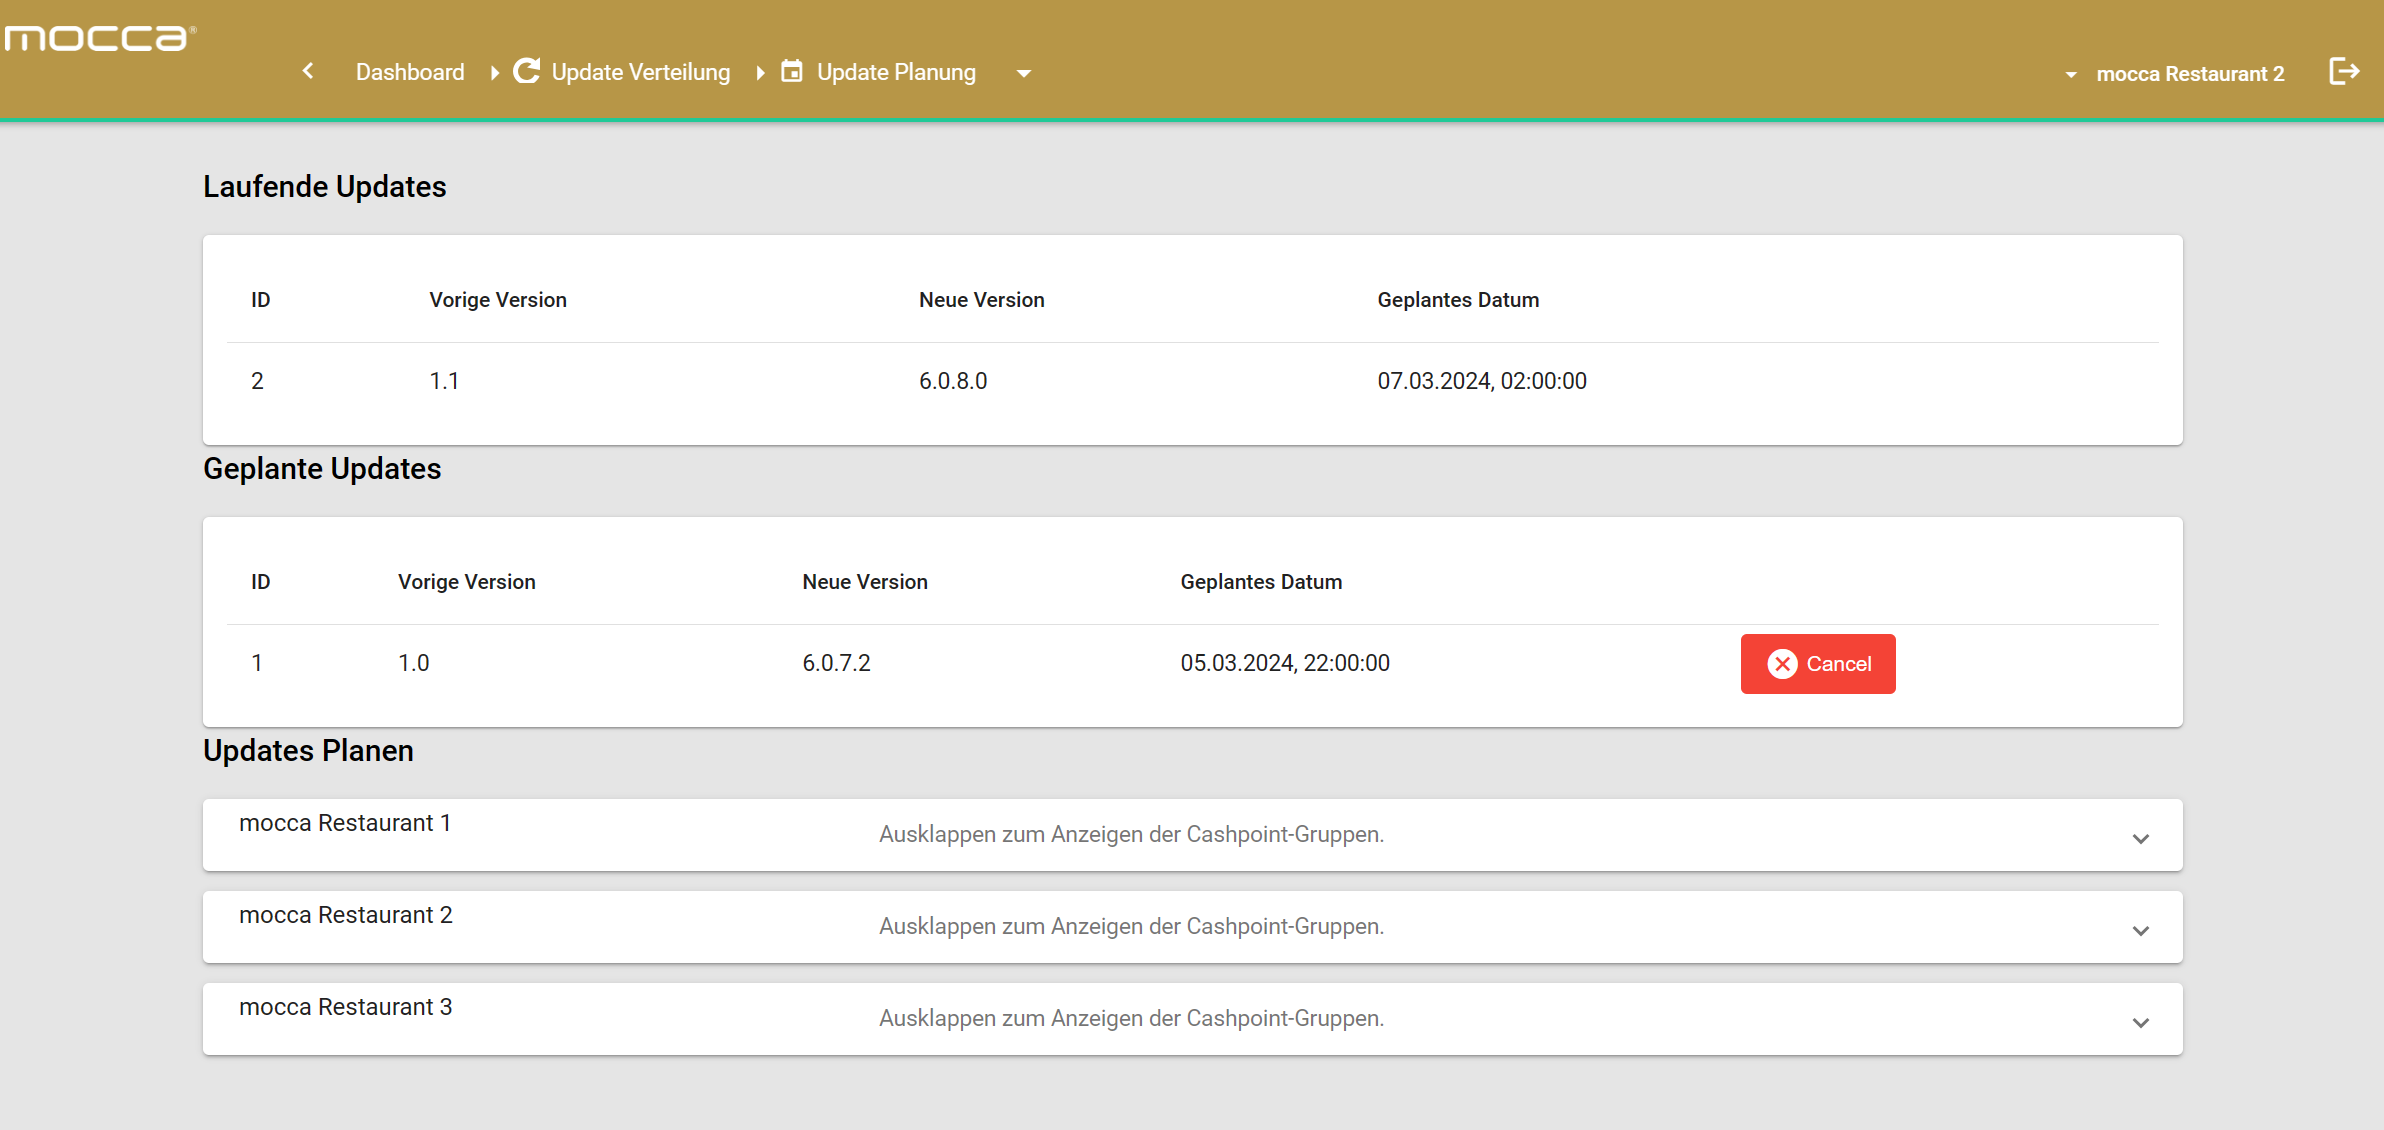 mocca®
Dashboard Update Verteilung Update Planung mocca Restaurant 2
Laufende Updates
ID Vorige Version Neue Version Geplantes Datum
2 1.1 6.0.8.0 07.03.2024, 02:00:00
Geplante Updates
ID Vorige Version Neue Version Geplantes Datum
1 1.0 6.0.7.2 05.03.2024, 22:00:00 Cancel
Updates Planen
mocca Restaurant 1 Ausklappen zum Anzeigen der Cashpoint-Gruppen.
mocca Restaurant 2 Ausklappen zum Anzeigen der Cashpoint-Gruppen.
mocca Restaurant 3 Ausklappen zum Anzeigen der Cashpoint-Gruppen.